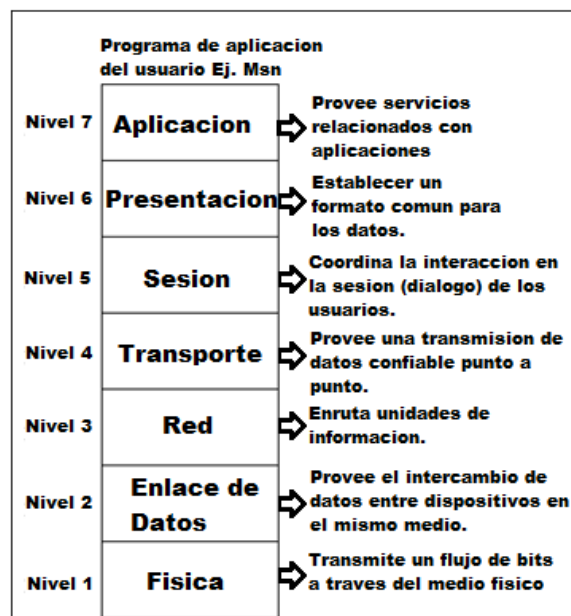 Programa de aplicacion
del usuario Ej. Msn
Nivel 7
Aplicacion
Provee servicios
relacionados con
aplicaciones
Nivel 6
Presentacion
Establecer un
formato comun para
los datos.
Nivel 5
Sesion
Coordina la interaccion en
la sesion (dialogo) de los
usuarios.
Nivel 4
Transporte
Provee una transmision de
datos confiable punto a
punto.
Nivel 3
Red
Enruta unidades de
informacion.
Nivel 2
Enlace de
Datos
Provee el intercambio de
datos entre dispositivos en
el mismo medio.
Nivel 1
Fisica
Transmite un flujo de bits
a traves del medio fisico